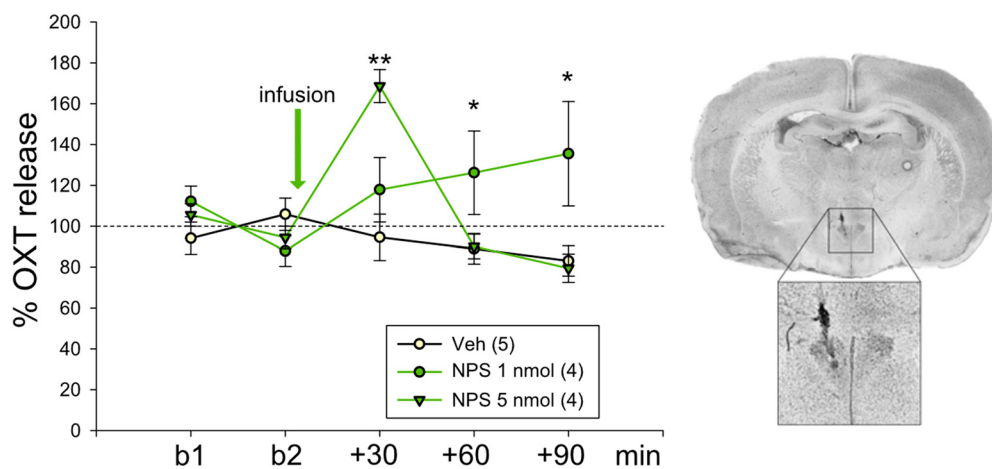 200
180
160
140
120
100
80
60
40
20
0
% OXT release
infusion
**
*
*
Veh (5)
NPS 1 nmol (4)
NPS 5 nmol (4)
b1 b2 +30 +60 +90 min